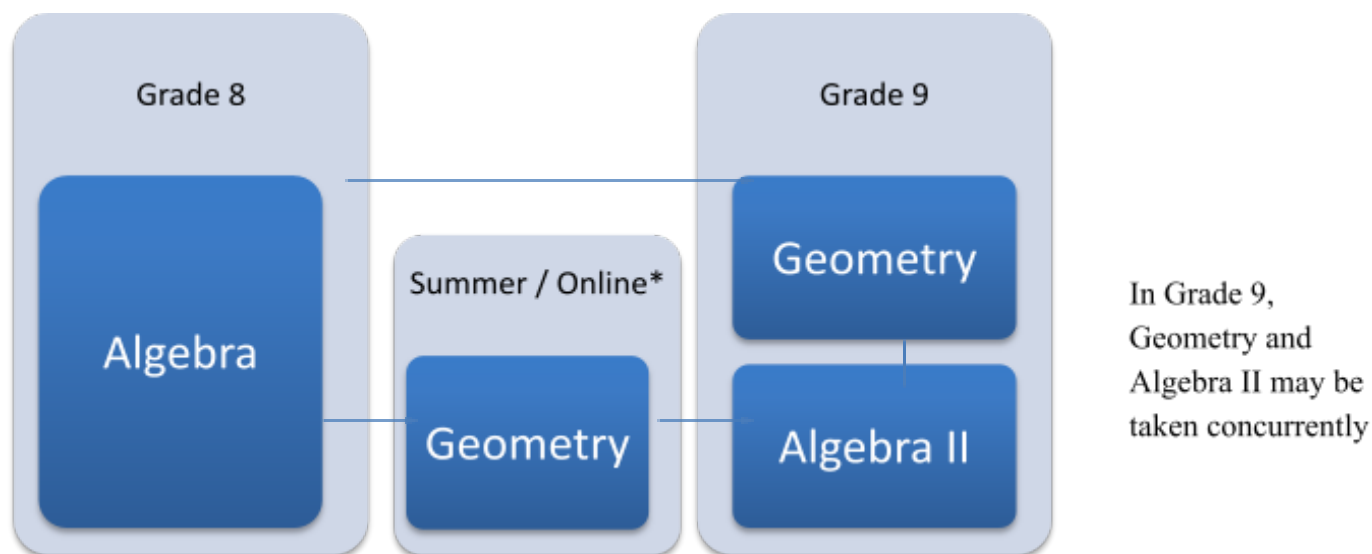 Grade 8
Algebra
Summer / Online*
Geometry
Grade 9
Geometry
Algebra II
In Grade 9,
Geometry and
Algebra II may be
taken concurrently